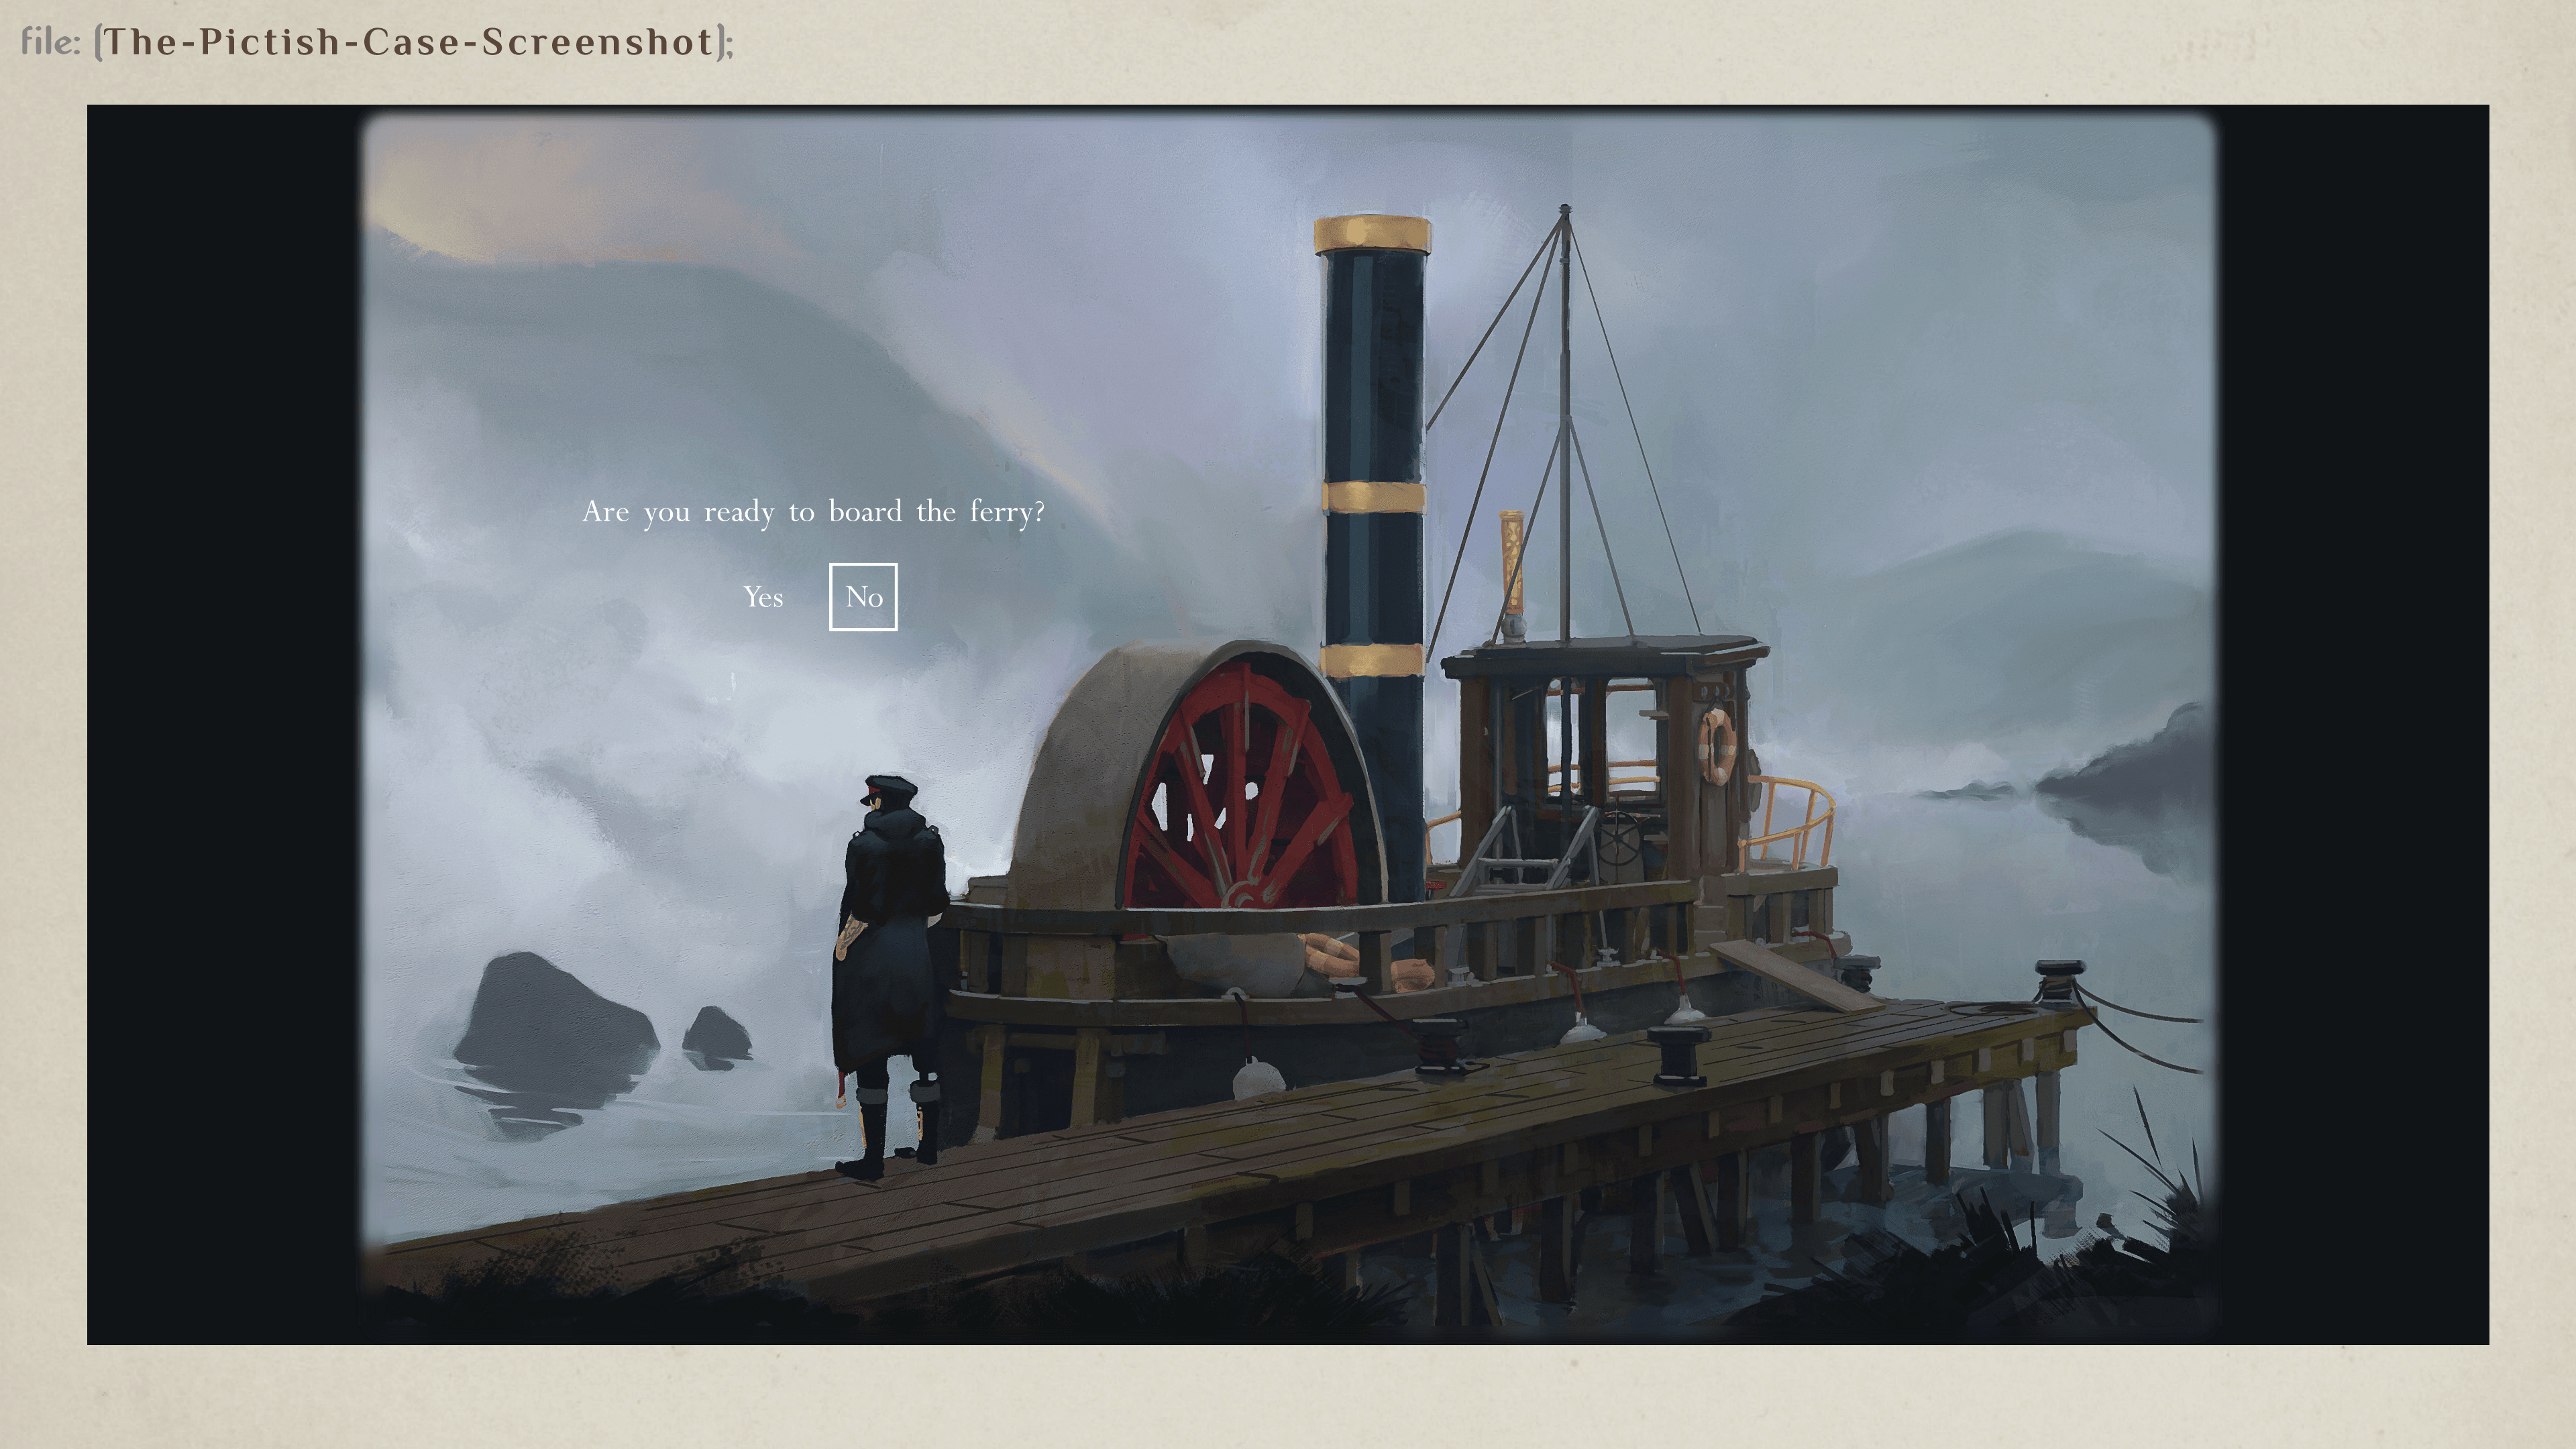 file: [The-Pictish-Case-Screenshot];
Are you ready to board the ferry?
Yes No